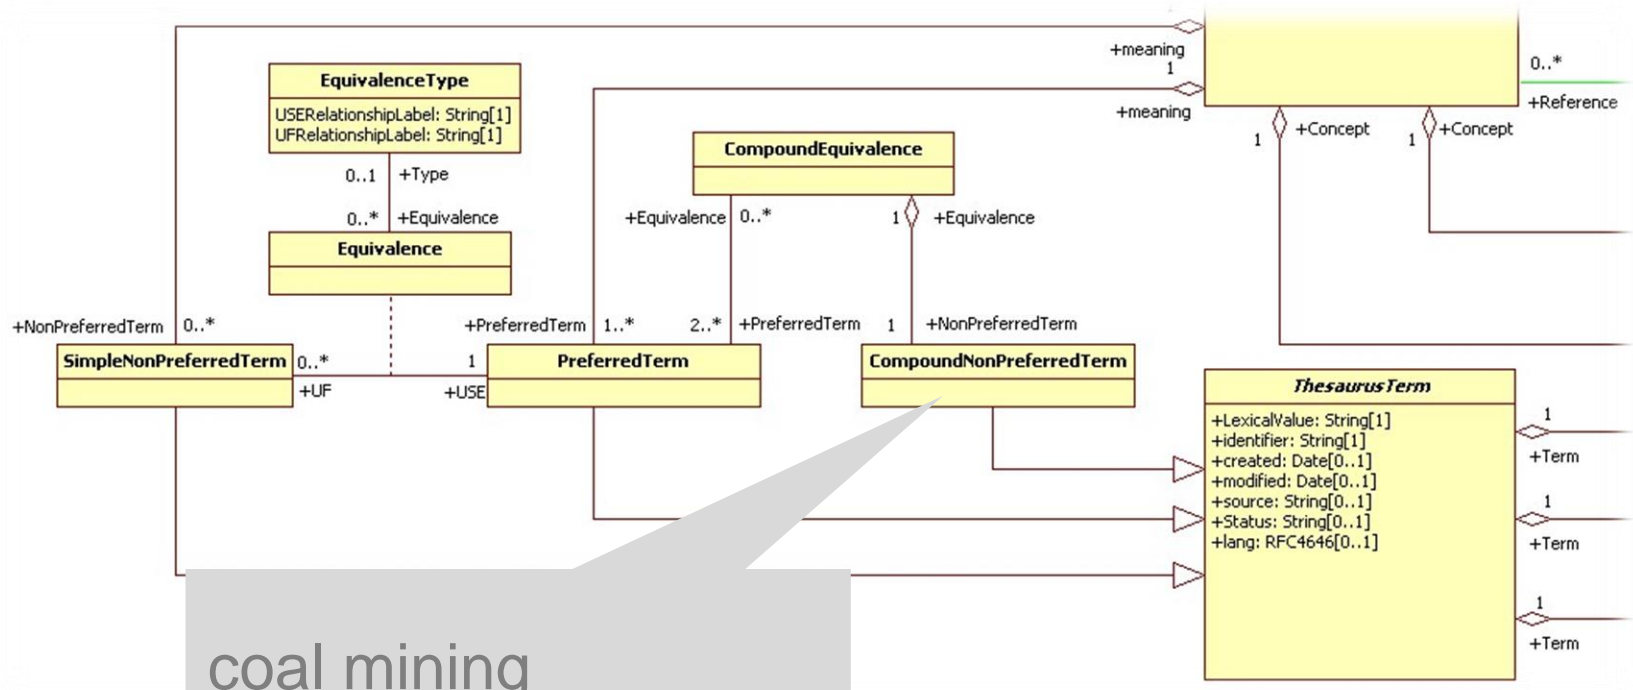 +meaning
1
+meaning
0..*
+Reference
EquivalenceType
USERelationshipLabel: String[1]
UFRelationshipLabel: String[1]
0..1 +Type
0..* +Equivalence
Equivalence
CompoundEquivalence
+Equivalence 0..*
1 +Equivalence
1 +Concept
1 +Concept
+NonPreferredTerm 0..*
+PreferredTerm 1..*
2..* +PreferredTerm
1 +NonPreferredTerm
SimpleNonPreferredTerm
0..*
+UF
1
+USE
PreferredTerm
CompoundNonPreferredTerm
ThesaurusTerm
+LexicalValue: String[1]
+identifier: String[1]
+created: Date[0..1]
+modified: Date[0..1]
+source: String[0..1]
+Status: String[0..1]
+lang: RFC4646[0..1]
1
+Term
1
+Term
1
+Term
coal mining